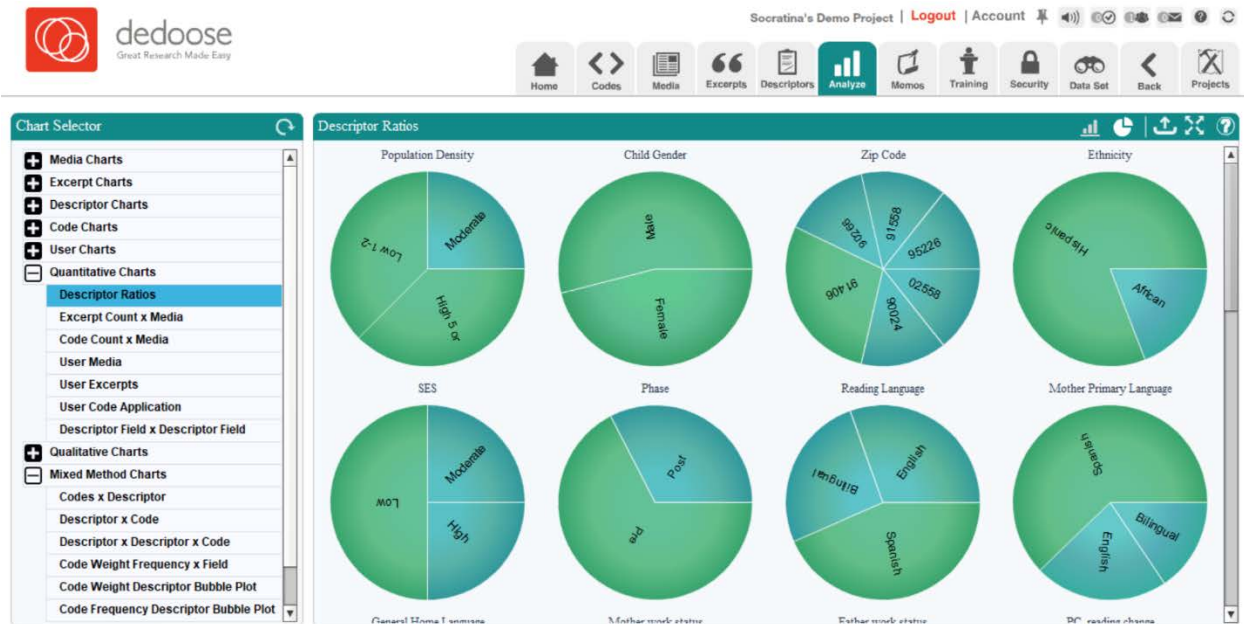 Socratina's Demo Project | Logout | Account
dedoose
Great Research Made Easy
Home
Codes
Media
Excerpts
Descriptors
Analyze
Memos
Training
Security
Data Set
Back
Projects
Chart Selector
Media Charts
Excerpt Charts
Descriptor Charts
Code Charts
User Charts
Quantitative Charts
Descriptor Ratios
Excerpt Count x Media
Code Count x Media
User Media
User Excerpts
User Code Application
Descriptor Field x Descriptor Field
Qualitative Charts
Mixed Method Charts
Codes x Descriptor
Descriptor x Code
Descriptor x Descriptor x Code
Code Weight Frequency x Field
Code Weight Descriptor Bubble Plot
Code Frequency Descriptor Bubble Plot
Descriptor Ratios
Population Density
Moderate
Low 1-2
High 5 or
Child Gender
Male
Female
Zip Code
91558
90266
95226
91406
02558
90024
Ethnicity
Hispanic
African
SES
Moderate
Low
High
Phase
Post
Pre
Reading Language
English
Bilingual
Spanish
Mother Primary Language
Spanish
Bilingual
English
General Home Language
Mother work status
Father work status
PC_reading change